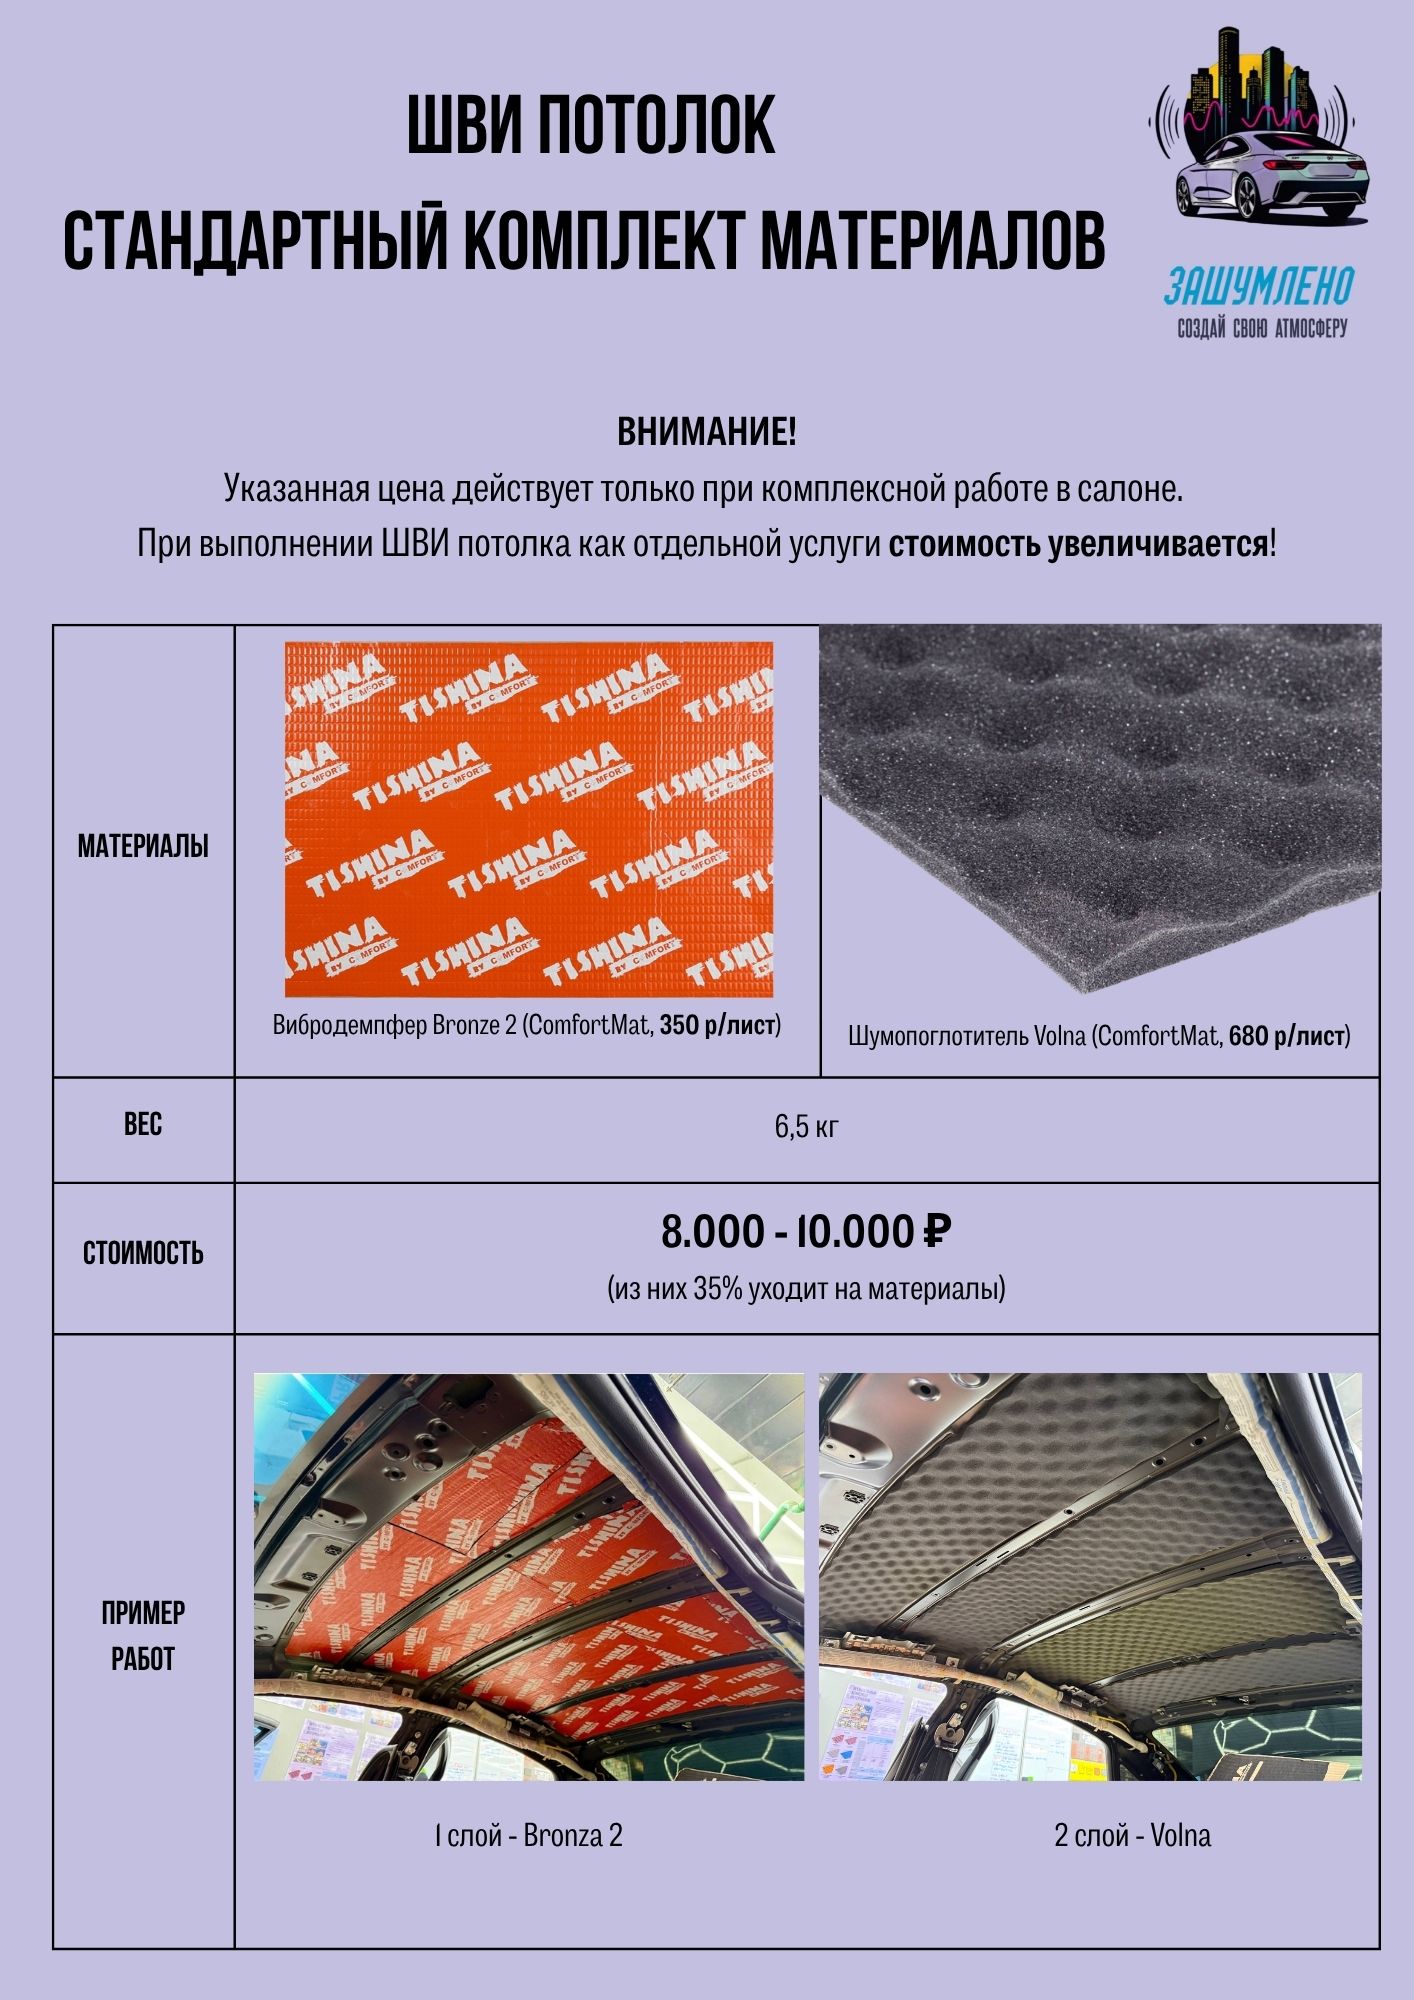 ШВИ ПОТОЛОК
СТАНДАРТНЫЙ КОМПЛЕКТ МАТЕРИАЛОВ
ЗАШУМЛЕНО
СОЗДАЙ СВОЮ АТМОСФЕРУ
ВНИМАНИЕ!
Указанная цена действует только при комплексной работе в салоне.
При выполнении ШВИ потолка как отдельной услуги стоимость увеличивается!
МАТЕРИАЛЫ
TISHINA
BY COMFORT
Вибродемпфер Bronze 2 (ComfortMat, 350 р/лист)
Шумопоглотитель Volna (ComfortMat, 680 р/лист)
ВЕС
6,5 кг
СТОИМОСТЬ
8.000 - 10.000 ₽
(из них 35% уходит на материалы)
ПРИМЕР
РАБОТ
1 слой - Bronza 2
2 слой - Volna